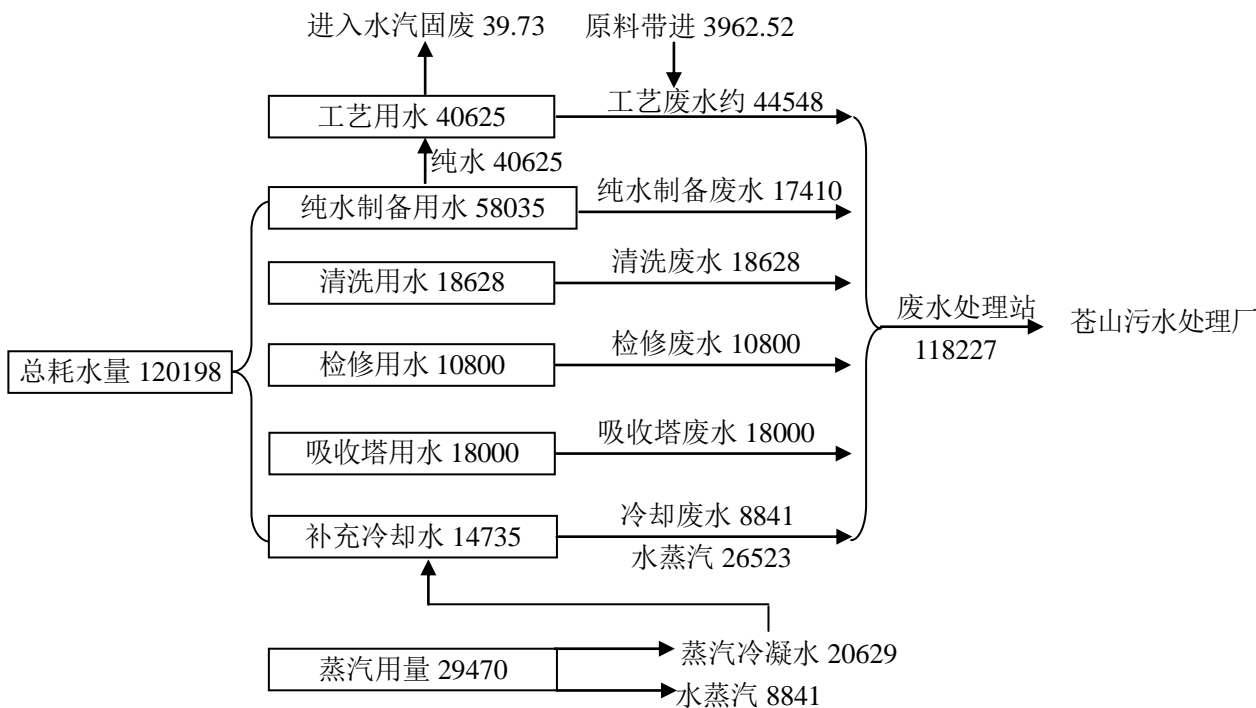 进入水汽固废 39.73
原料带进 3962.52
工艺用水 40625
工艺废水约 44548
纯水 40625
纯水制备用水 58035
纯水制备废水 17410
清洗用水 18628
清洗废水 18628
废水处理站
118227
苍山污水处理厂
总耗水量 120198
检修用水 10800
检修废水 10800
吸收塔用水 18000
吸收塔废水 18000
补充冷却水 14735
冷却废水 8841
水蒸汽 26523
蒸汽用量 29470
蒸汽冷凝水 20629
水蒸汽 8841